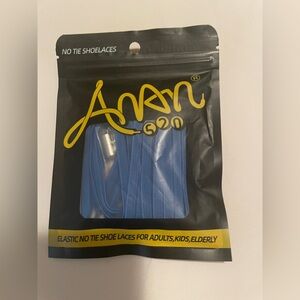 NO TIE SHOELACES
Anan®
520
ELASTIC NO TIE SHOE LACES FOR ADULTS,KIDS,ELDERLY